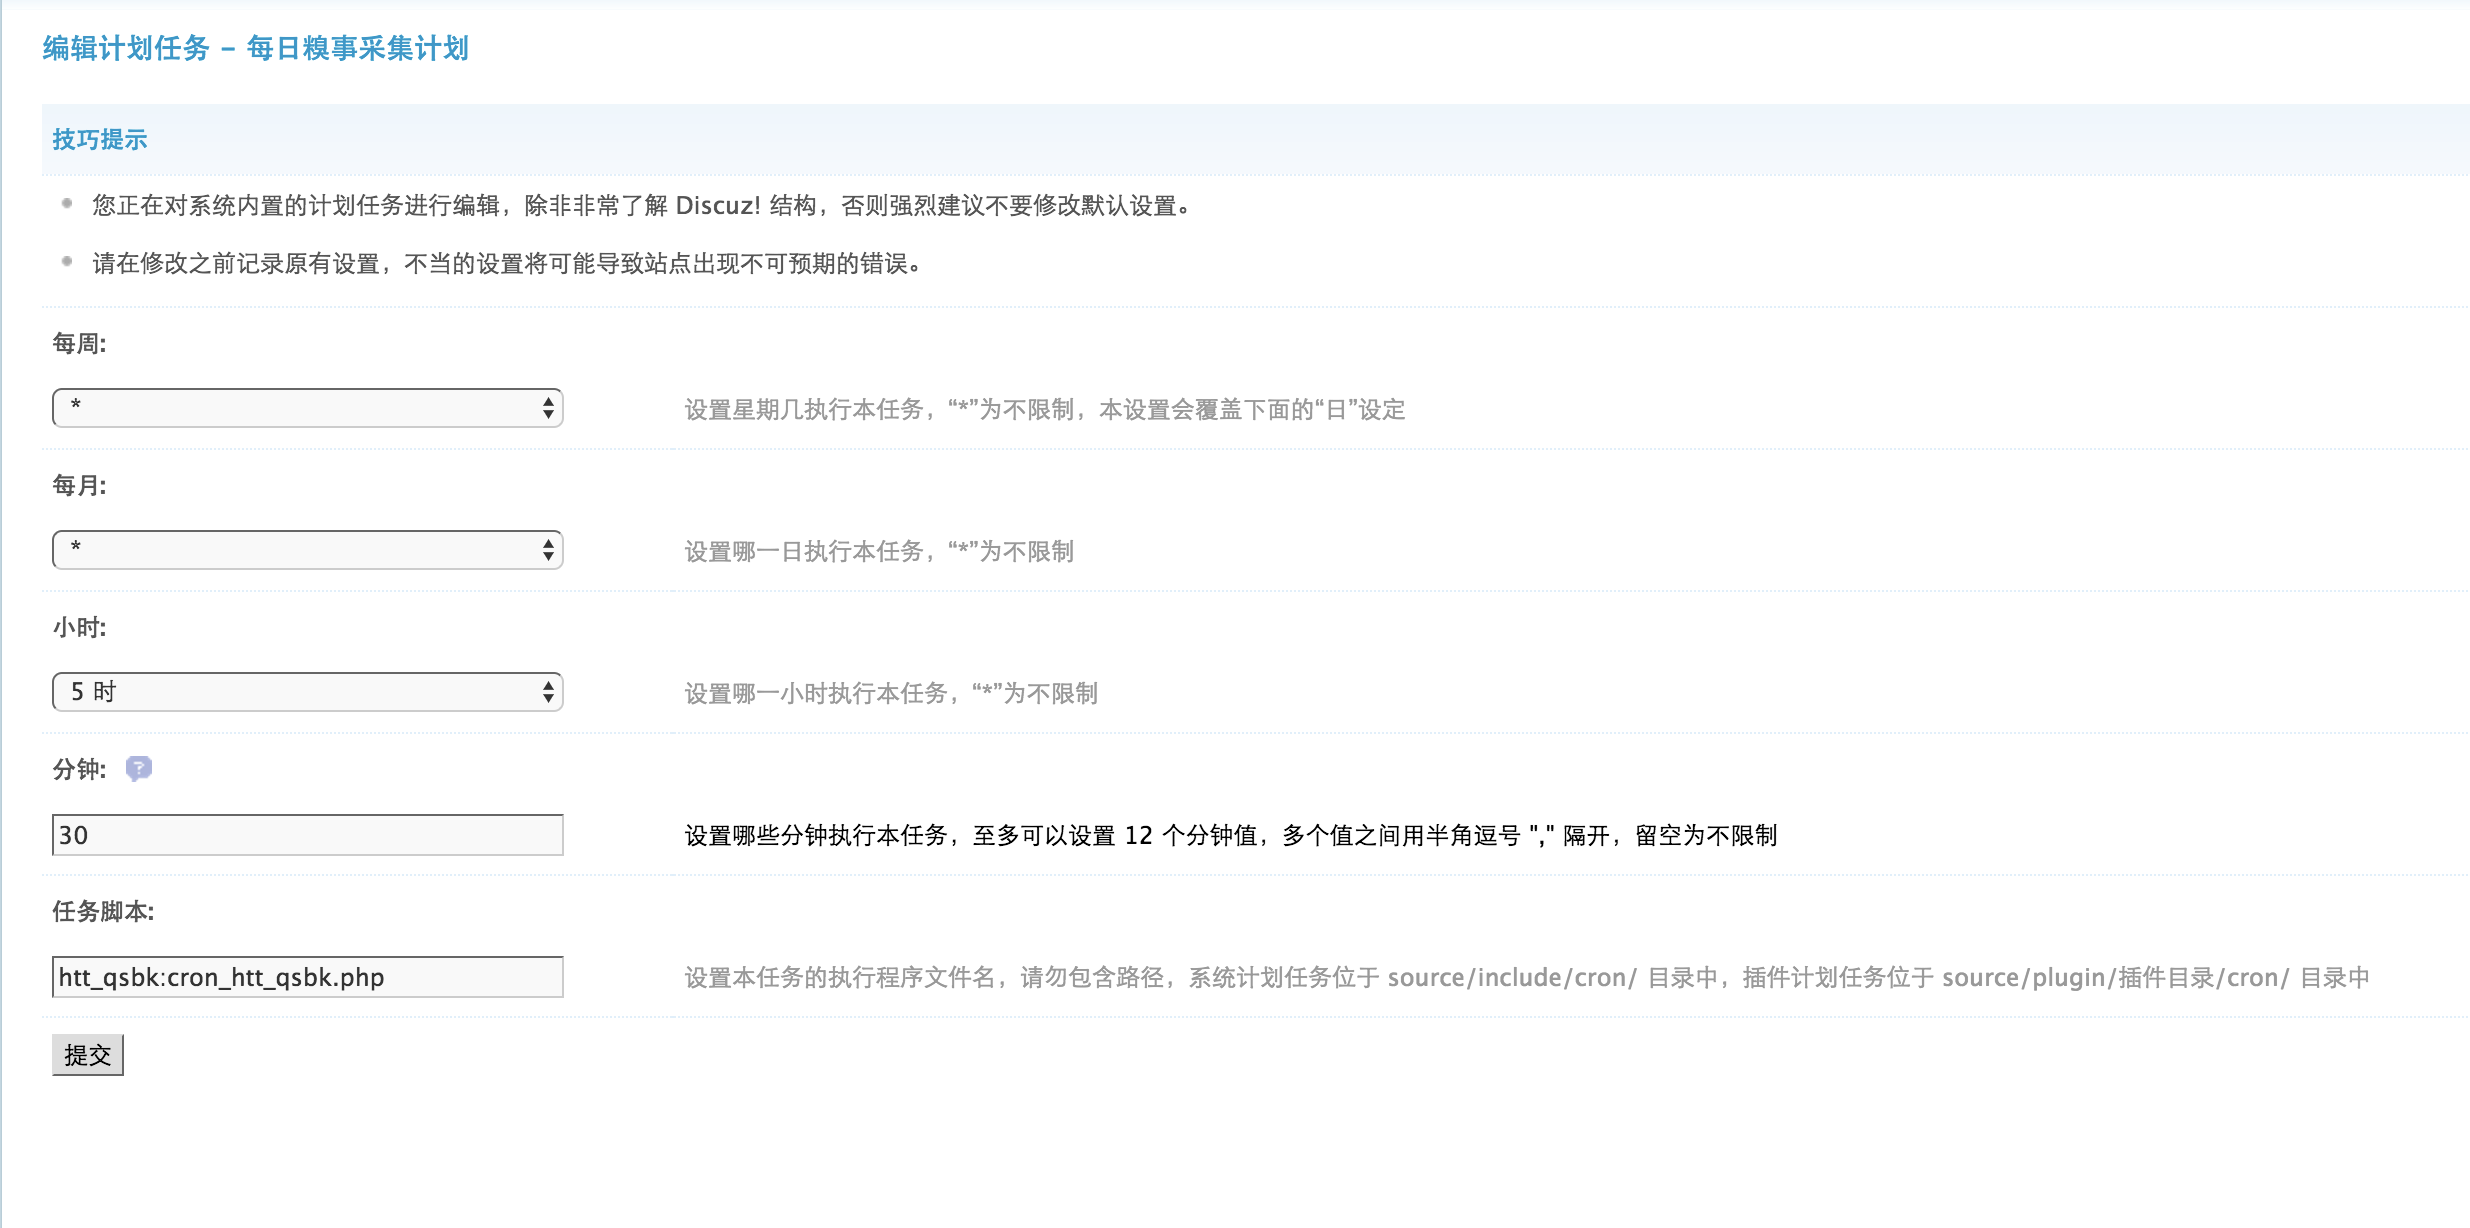 编辑计划任务 – 每日糗事采集计划
技巧提示
您正在对系统内置的计划任务进行编辑，除非非常了解 Discuz! 结构，否则强烈建议不要修改默认设置。
请在修改之前记录原有设置，不当的设置将可能导致站点出现不可预期的错误。
每周:
*
设置星期几执行本任务，“*”为不限制，本设置会覆盖下面的“日”设定
每月:
*
设置哪一日执行本任务，“*”为不限制
小时:
5 时
设置哪一小时执行本任务，“*”为不限制
分钟: ?
30
设置哪些分钟执行本任务，至多可以设置 12 个分钟值，多个值之间用半角逗号 "," 隔开，留空为不限制
任务脚本:
htt_qsbk:cron_htt_qsbk.php
设置本任务的执行程序文件名，请勿包含路径，系统计划任务位于 source/include/cron/ 目录中，插件计划任务位于 source/plugin/插件目录/cron/ 目录中
提交